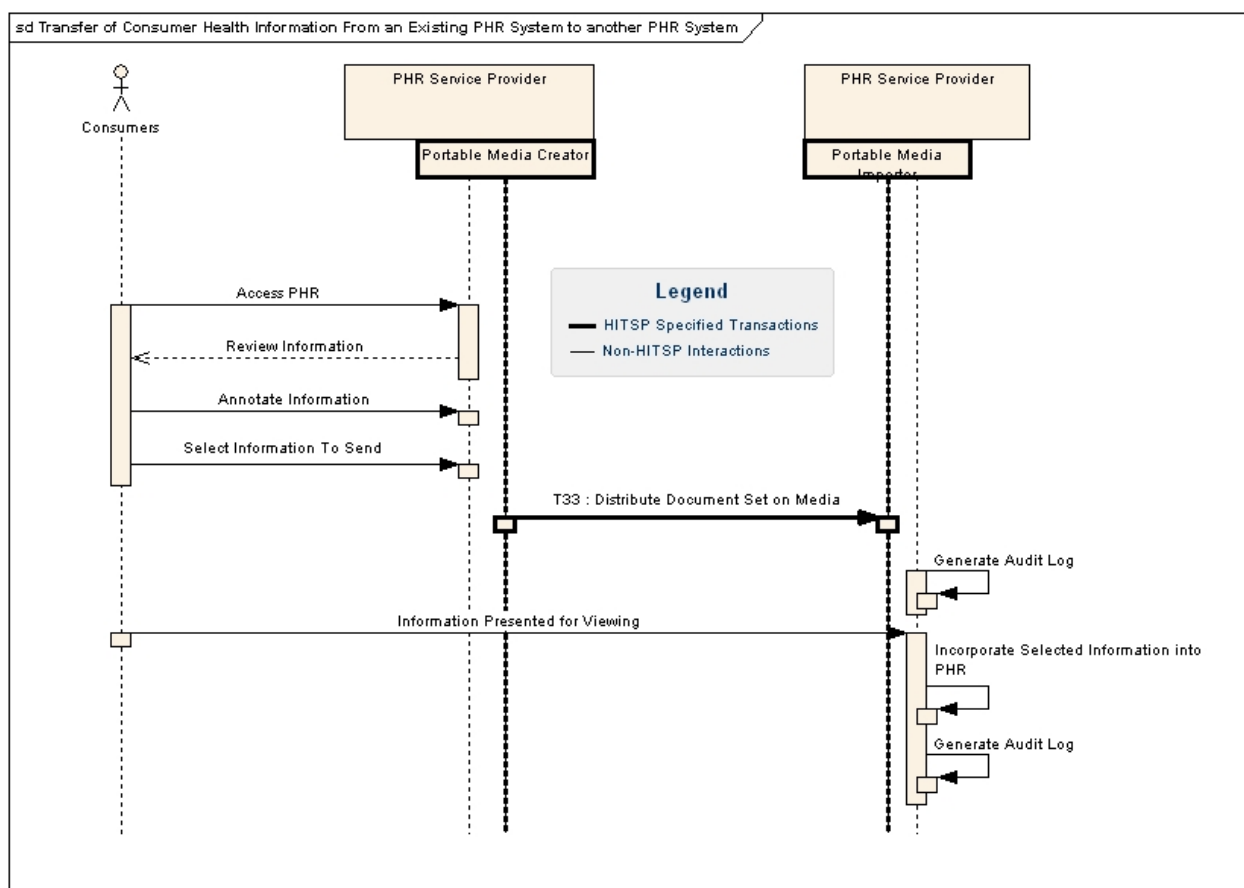 sd Transfer of Consumer Health Information From an Existing PHR System to another PHR System
PHR Service Provider
PHR Service Provider
Consumers
Portable Media Creator
Portable Media
Importer
Legend
HITSP Specified Transactions
Non-HITSP Interactions
Access PHR
Review Information
Annotate Information
Select Information To Send
T33 : Distribute Document Set on Media
Generate Audit Log
Information Presented for Viewing
Incorporate Selected Information into
PHR
Generate Audit Log